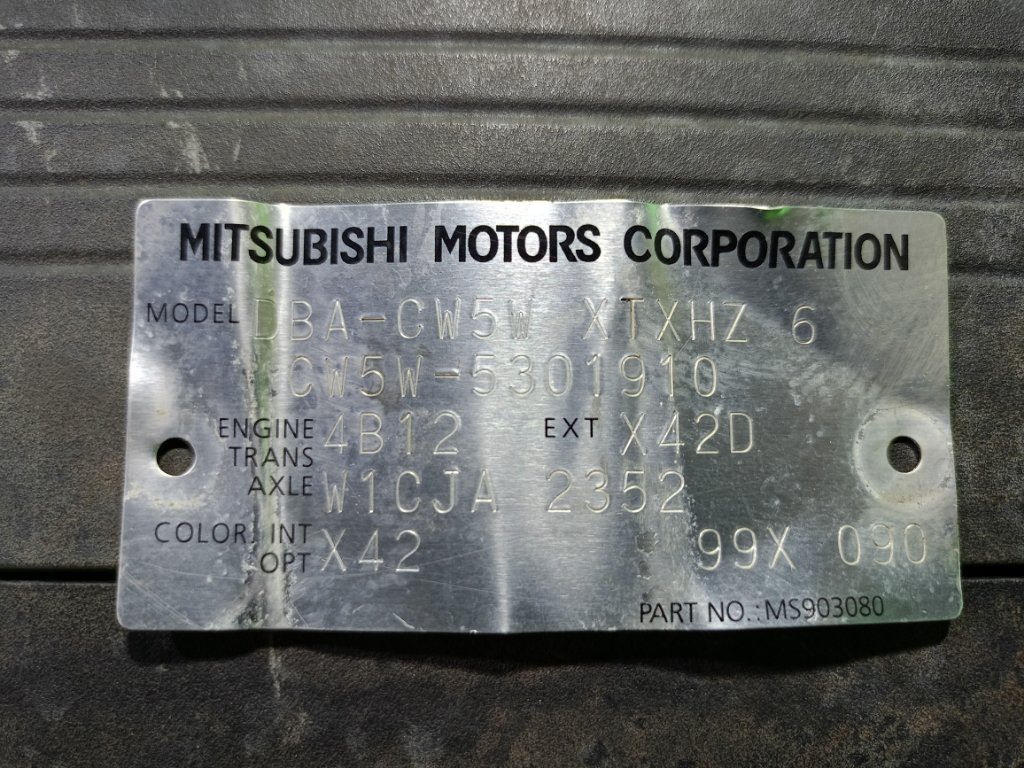 MITSUBISHI MOTORS CORPORATION
MODEL DBA-CW5W XTXHZ 6
CW5W-5301910
ENGINE 4B12 EXT X42D
TRANS
AXLE W1CJA 2352
COLOR, INT
OPT X42 99X 090
PART NO.: MS903080